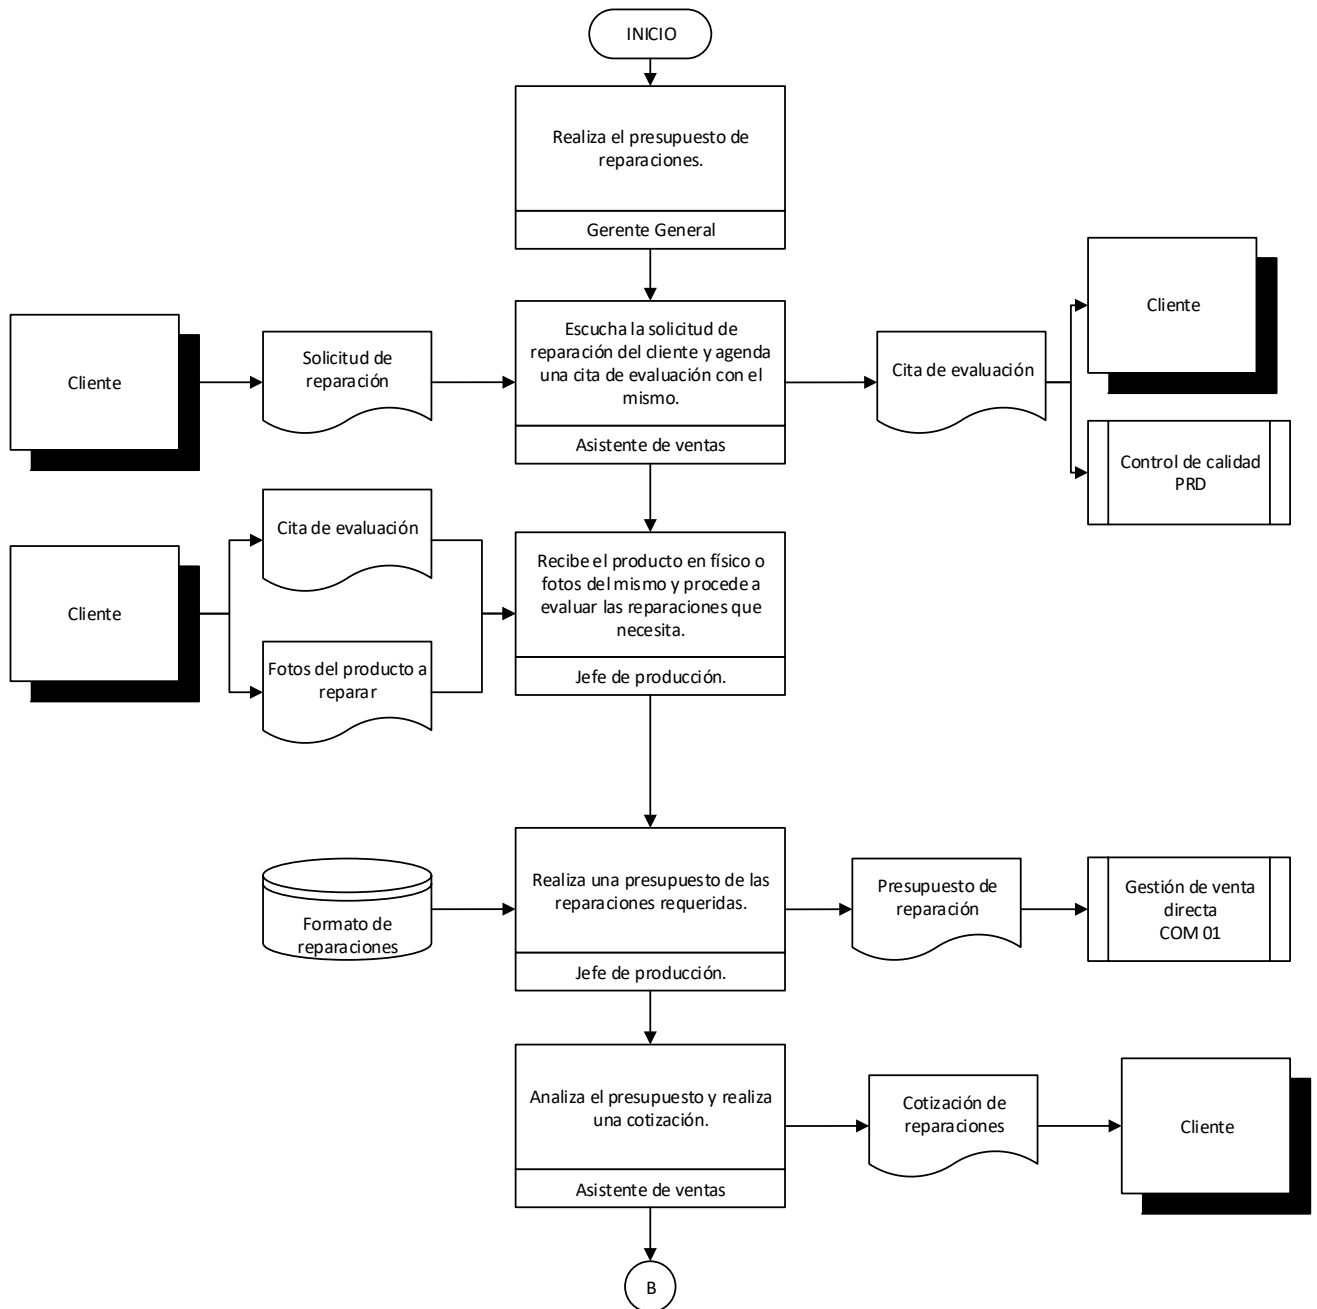 INICIO
Realiza el presupuesto de
reparaciones.
Gerente General
Cliente
Solicitud de
reparación
Escucha la solicitud de
reparación del cliente y agenda
una cita de evaluación con el
mismo.
Asistente de ventas
Cita de evaluación
Cliente
Control de calidad
PRD
Cliente
Cita de evaluación
Fotos del producto a
reparar
Recibe el producto en físico o
fotos del mismo y procede a
evaluar las reparaciones que
necesita.
Jefe de producción.
Formato de
reparaciones
Realiza una presupuesto de las
reparaciones requeridas.
Jefe de producción.
Presupuesto de
reparación
Gestión de venta
directa
COM 01
Analiza el presupuesto y realiza
una cotización.
Asistente de ventas
Cotización de
reparaciones
Cliente
B